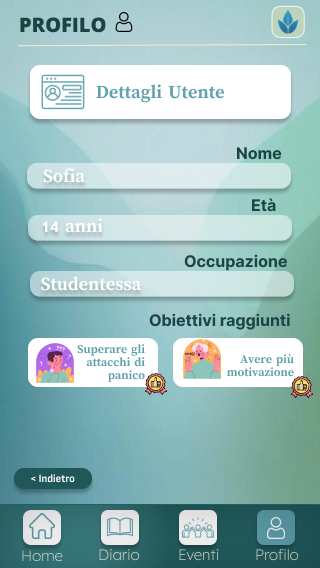 PROFILO
Dettagli Utente
Nome
Sofia
Età
14 anni
Occupazione
Studentessa
Obiettivi raggiunti
Superare gli
attacchi di
panico
Avere più
motivazione
< Indietro
Home
Diario
Eventi
Profilo